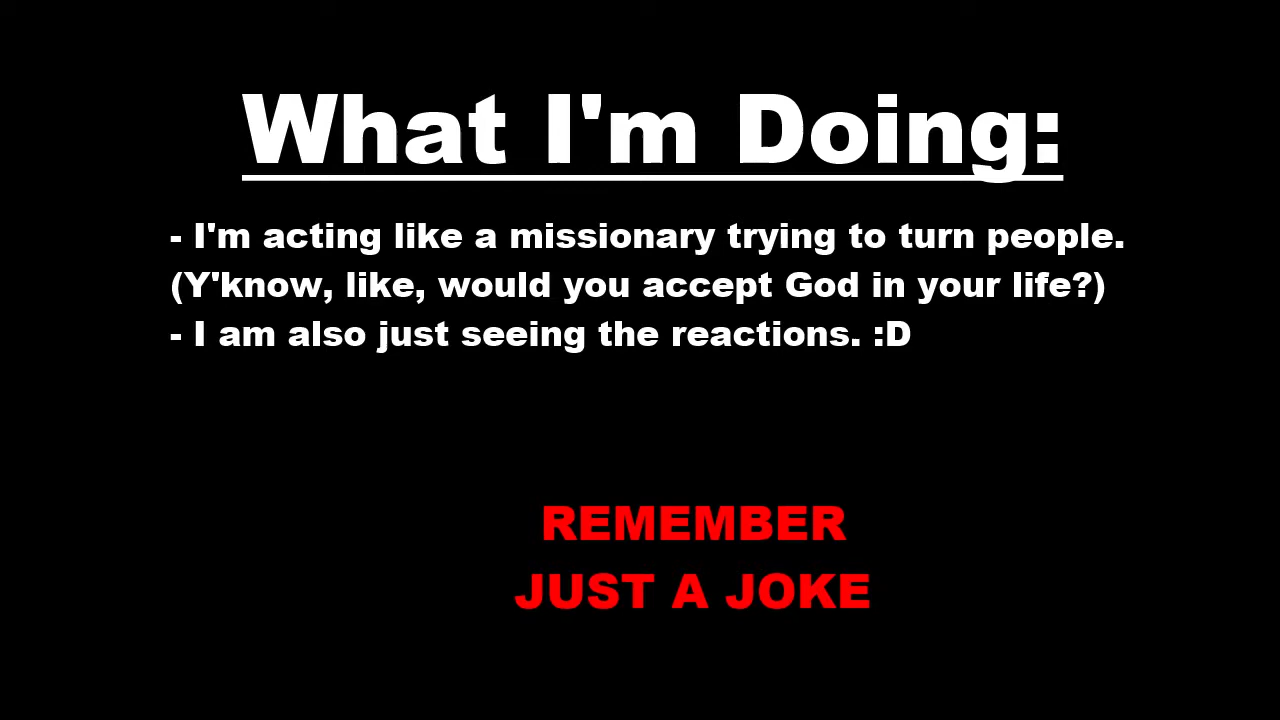 What I'm Doing:
- I'm acting like a missionary trying to turn people.
(Y'know, like, would you accept God in your life?)
- I am also just seeing the reactions. :D
REMEMBER
JUST A JOKE